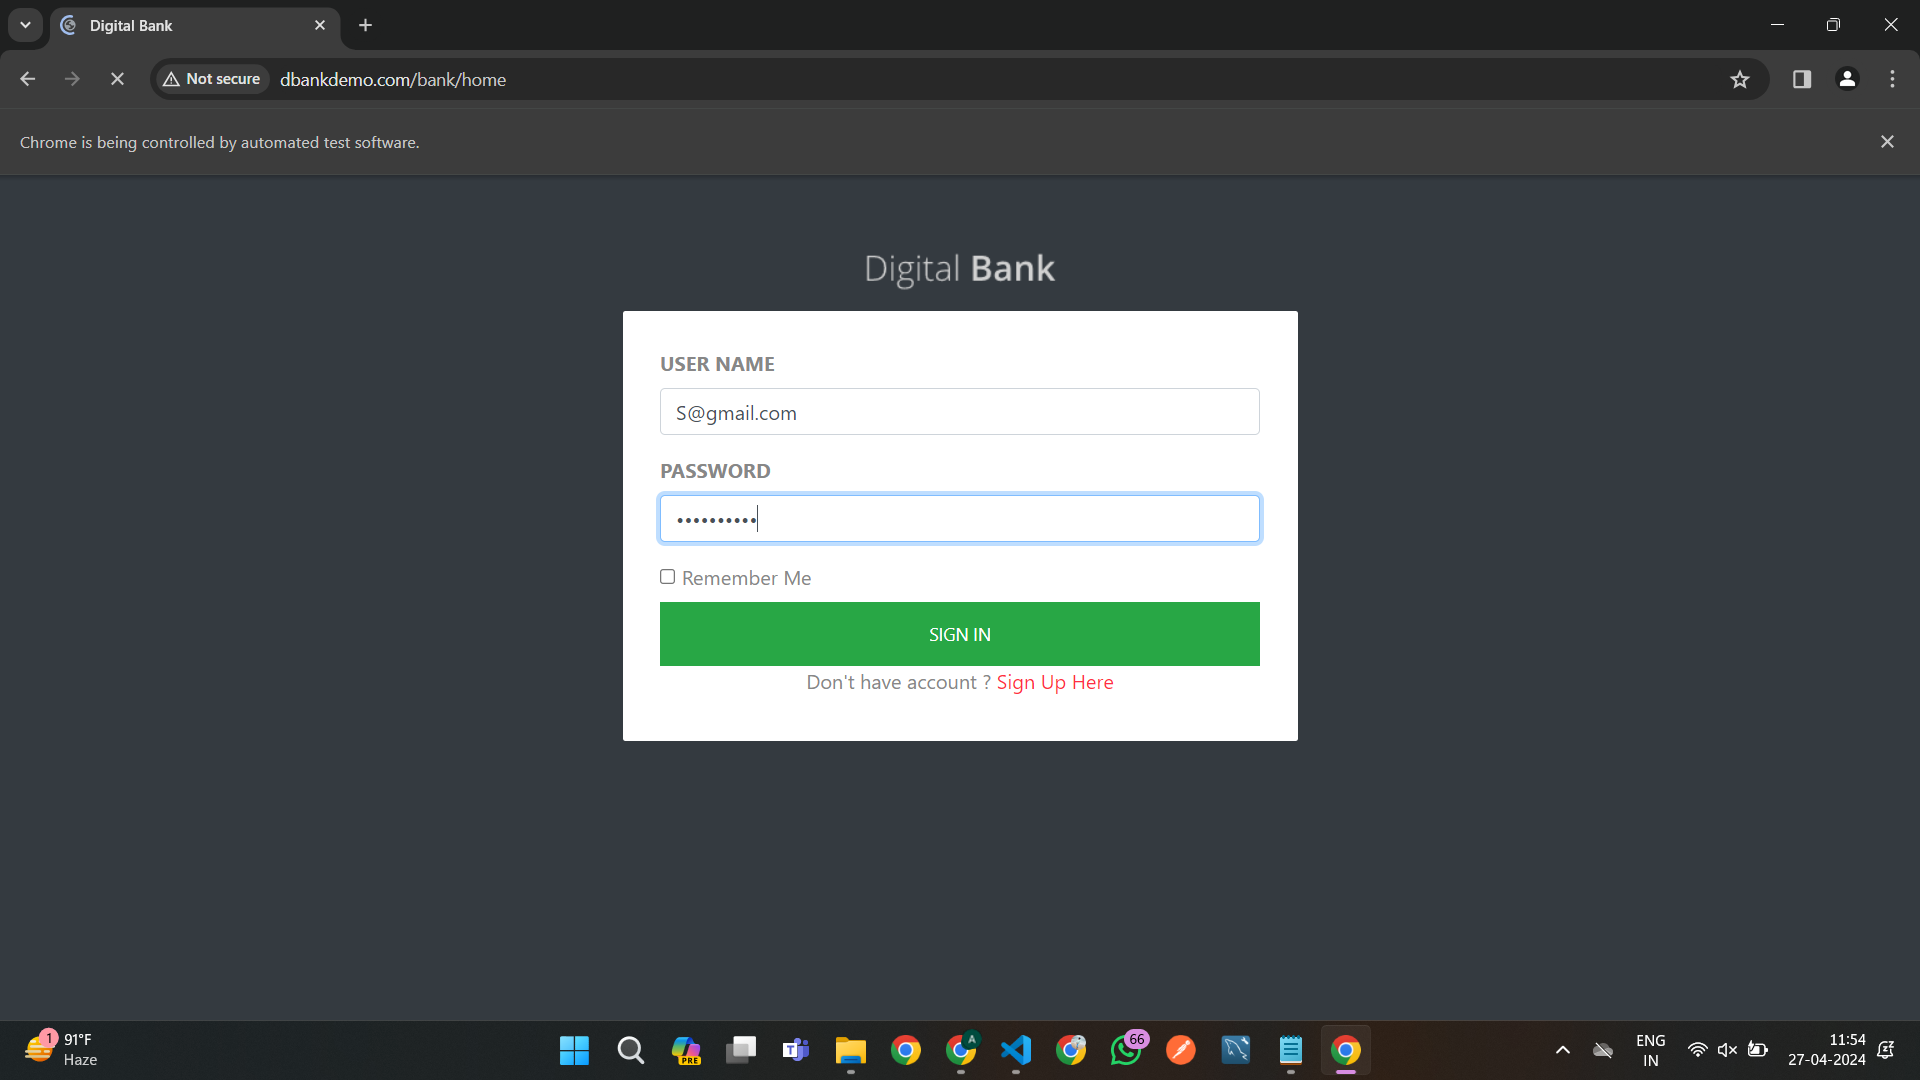 Digital Bank
Not secure
dbankdemo.com/bank/home
Chrome is being controlled by automated test software.
Digital Bank
USER NAME
S@gmail.com
PASSWORD
••••••••••
Remember Me
SIGN IN
Don't have account ? Sign Up Here
1
91°F
Haze
PRE
T
A
66
ENG
IN
11:54
27-04-2024